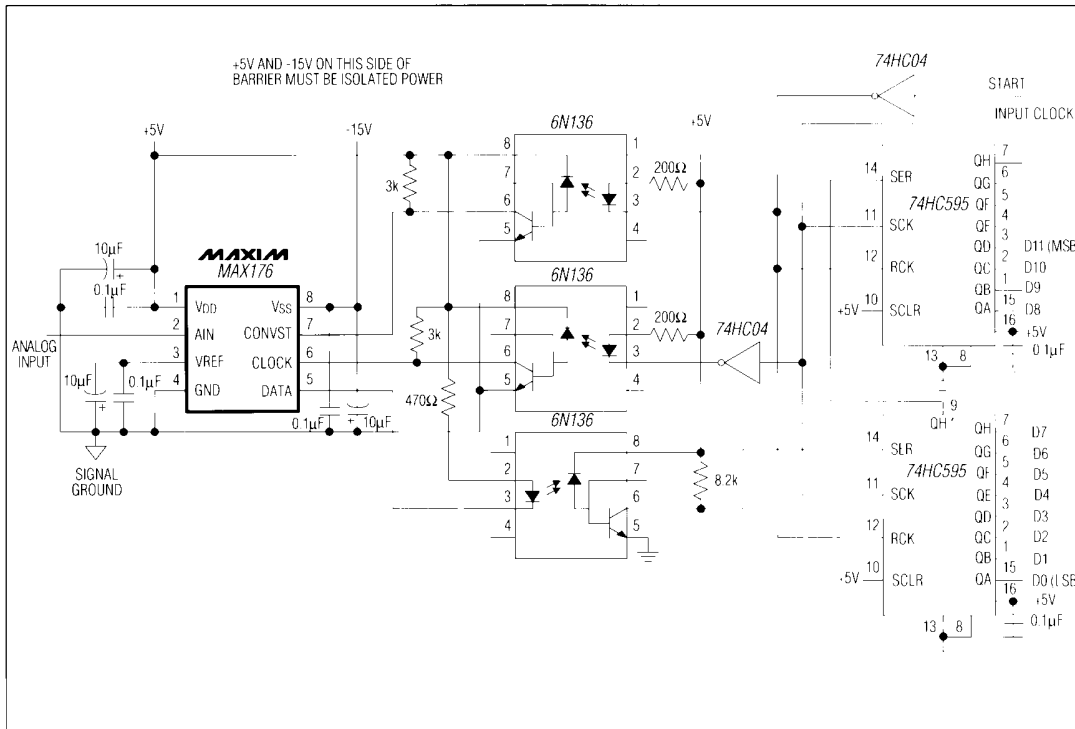 +5V AND -15V ON THIS SIDE OF
BARRIER MUST BE ISOLATED POWER
74HC04
START
INPUT CLOCK
+5V
-15V
6N136
+5V
8
7
6
5
1
2
3
4
3k
200Ω
14
SER
11
SCK
12
RCK
10
SCLR
+5V
74HC595
QH
QG
QF
QF
QD
QC
QB
QA
7
6
5
4
3
2
1
15
16
D11 (MSB
D10
D9
D8
+5V
0.1µF
13
8
10µF
+
0.1µF
MAXIM
MAX176
1
VDD
2
AIN
3
VREF
4
GND
VSS
8
CONVST
7
CLOCK
6
DATA
5
ANALOG
INPUT
10µF
+
0.1µF
SIGNAL
GROUND
0.1µF
+
10µF
3k
470Ω
6N136
8
7
6
5
1
2
3
4
200Ω
74HC04
6N136
1
2
3
4
8
7
6
5
8.2k
9
QH'
14
SLR
11
SCK
12
RCK
10
SCLR
+5V
74HC595
QH
QG
QF
QE
QD
QC
QB
QA
7
6
5
4
3
2
1
15
16
D7
D6
D5
D4
D3
D2
D1
D0 (LSB
+5V
0.1µF
13
8